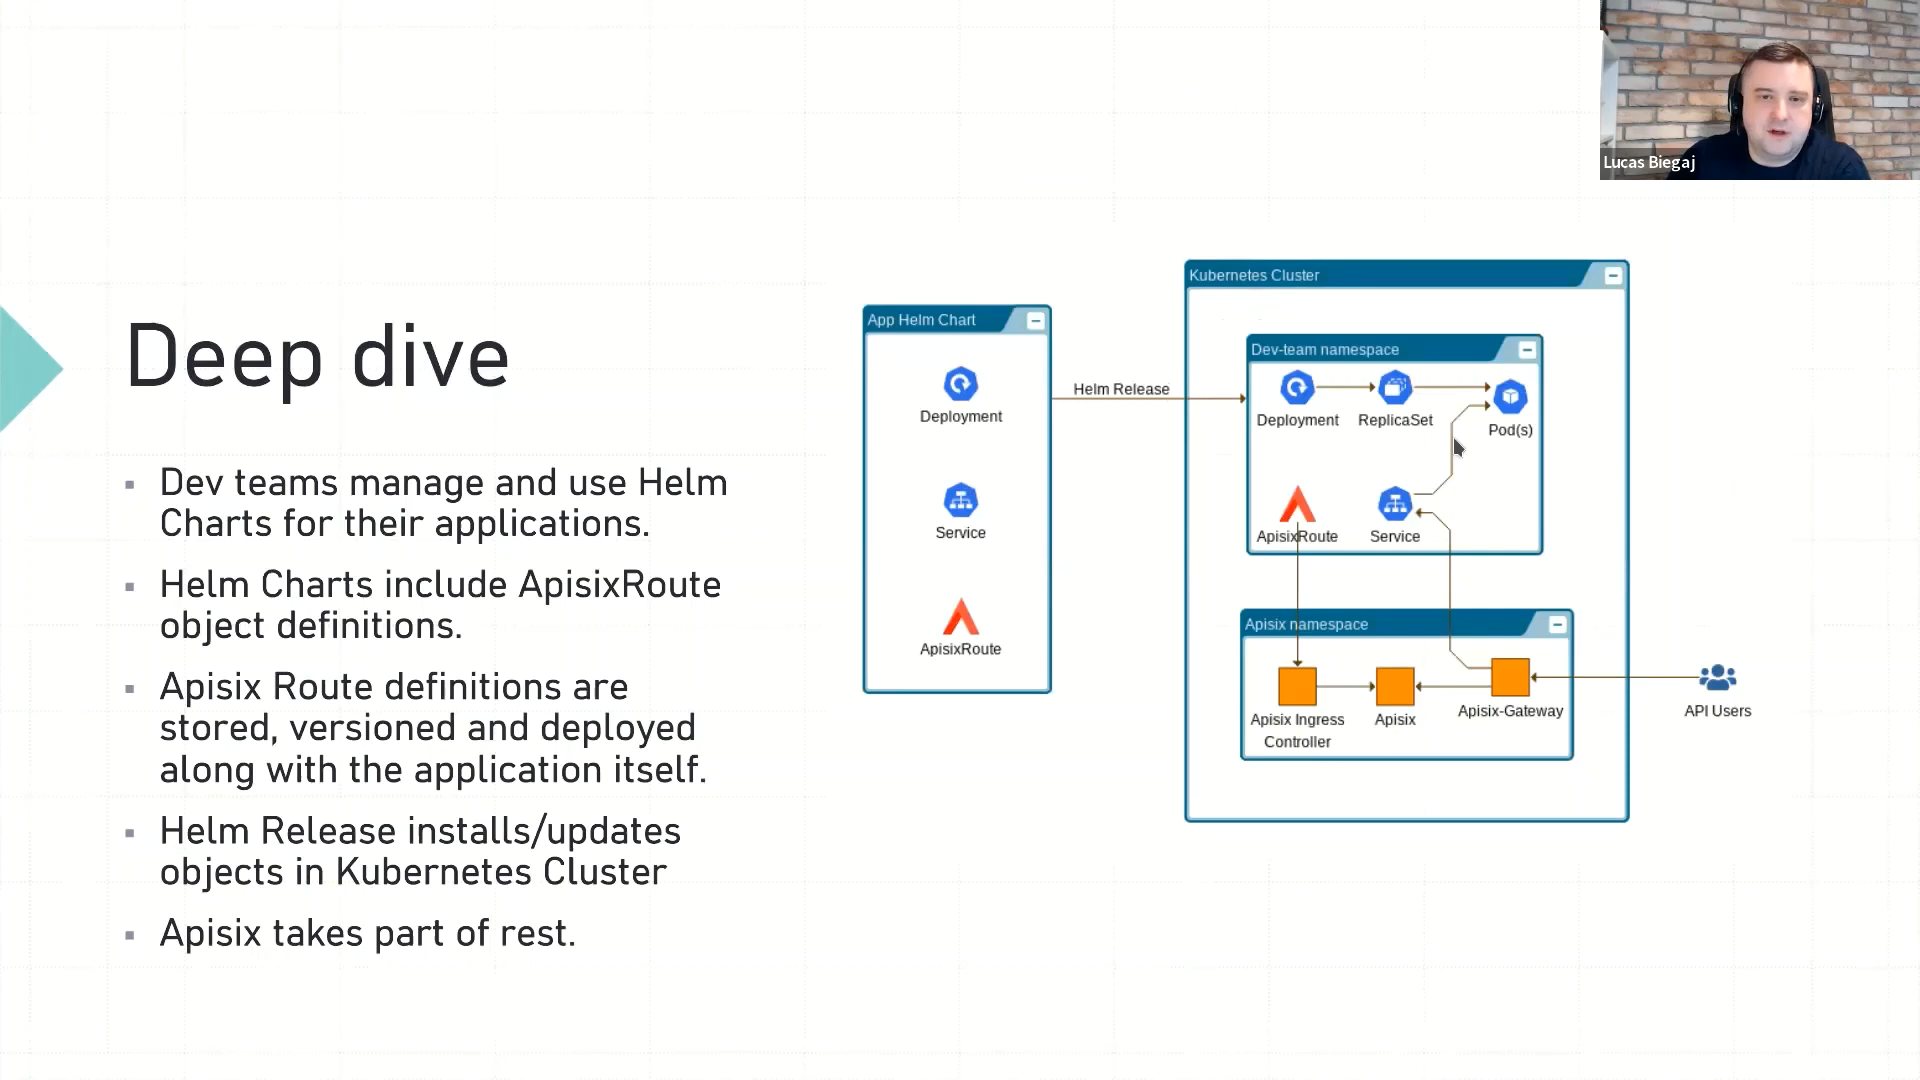 Lucas Biegaj
Deep dive
Dev teams manage and use Helm
Charts for their applications.
Helm Charts include ApisixRoute
object definitions.
Apisix Route definitions are
stored, versioned and deployed
along with the application itself.
Helm Release installs/updates
objects in Kubernetes Cluster
Apisix takes part of rest.
App Helm Chart
Deployment
Service
ApisixRoute
Helm Release
Kubernetes Cluster
Dev-team namespace
Deployment
ReplicaSet
Pod(s)
ApisixRoute
Service
Apisix namespace
Apisix Ingress
Controller
Apisix
Apisix-Gateway
API Users